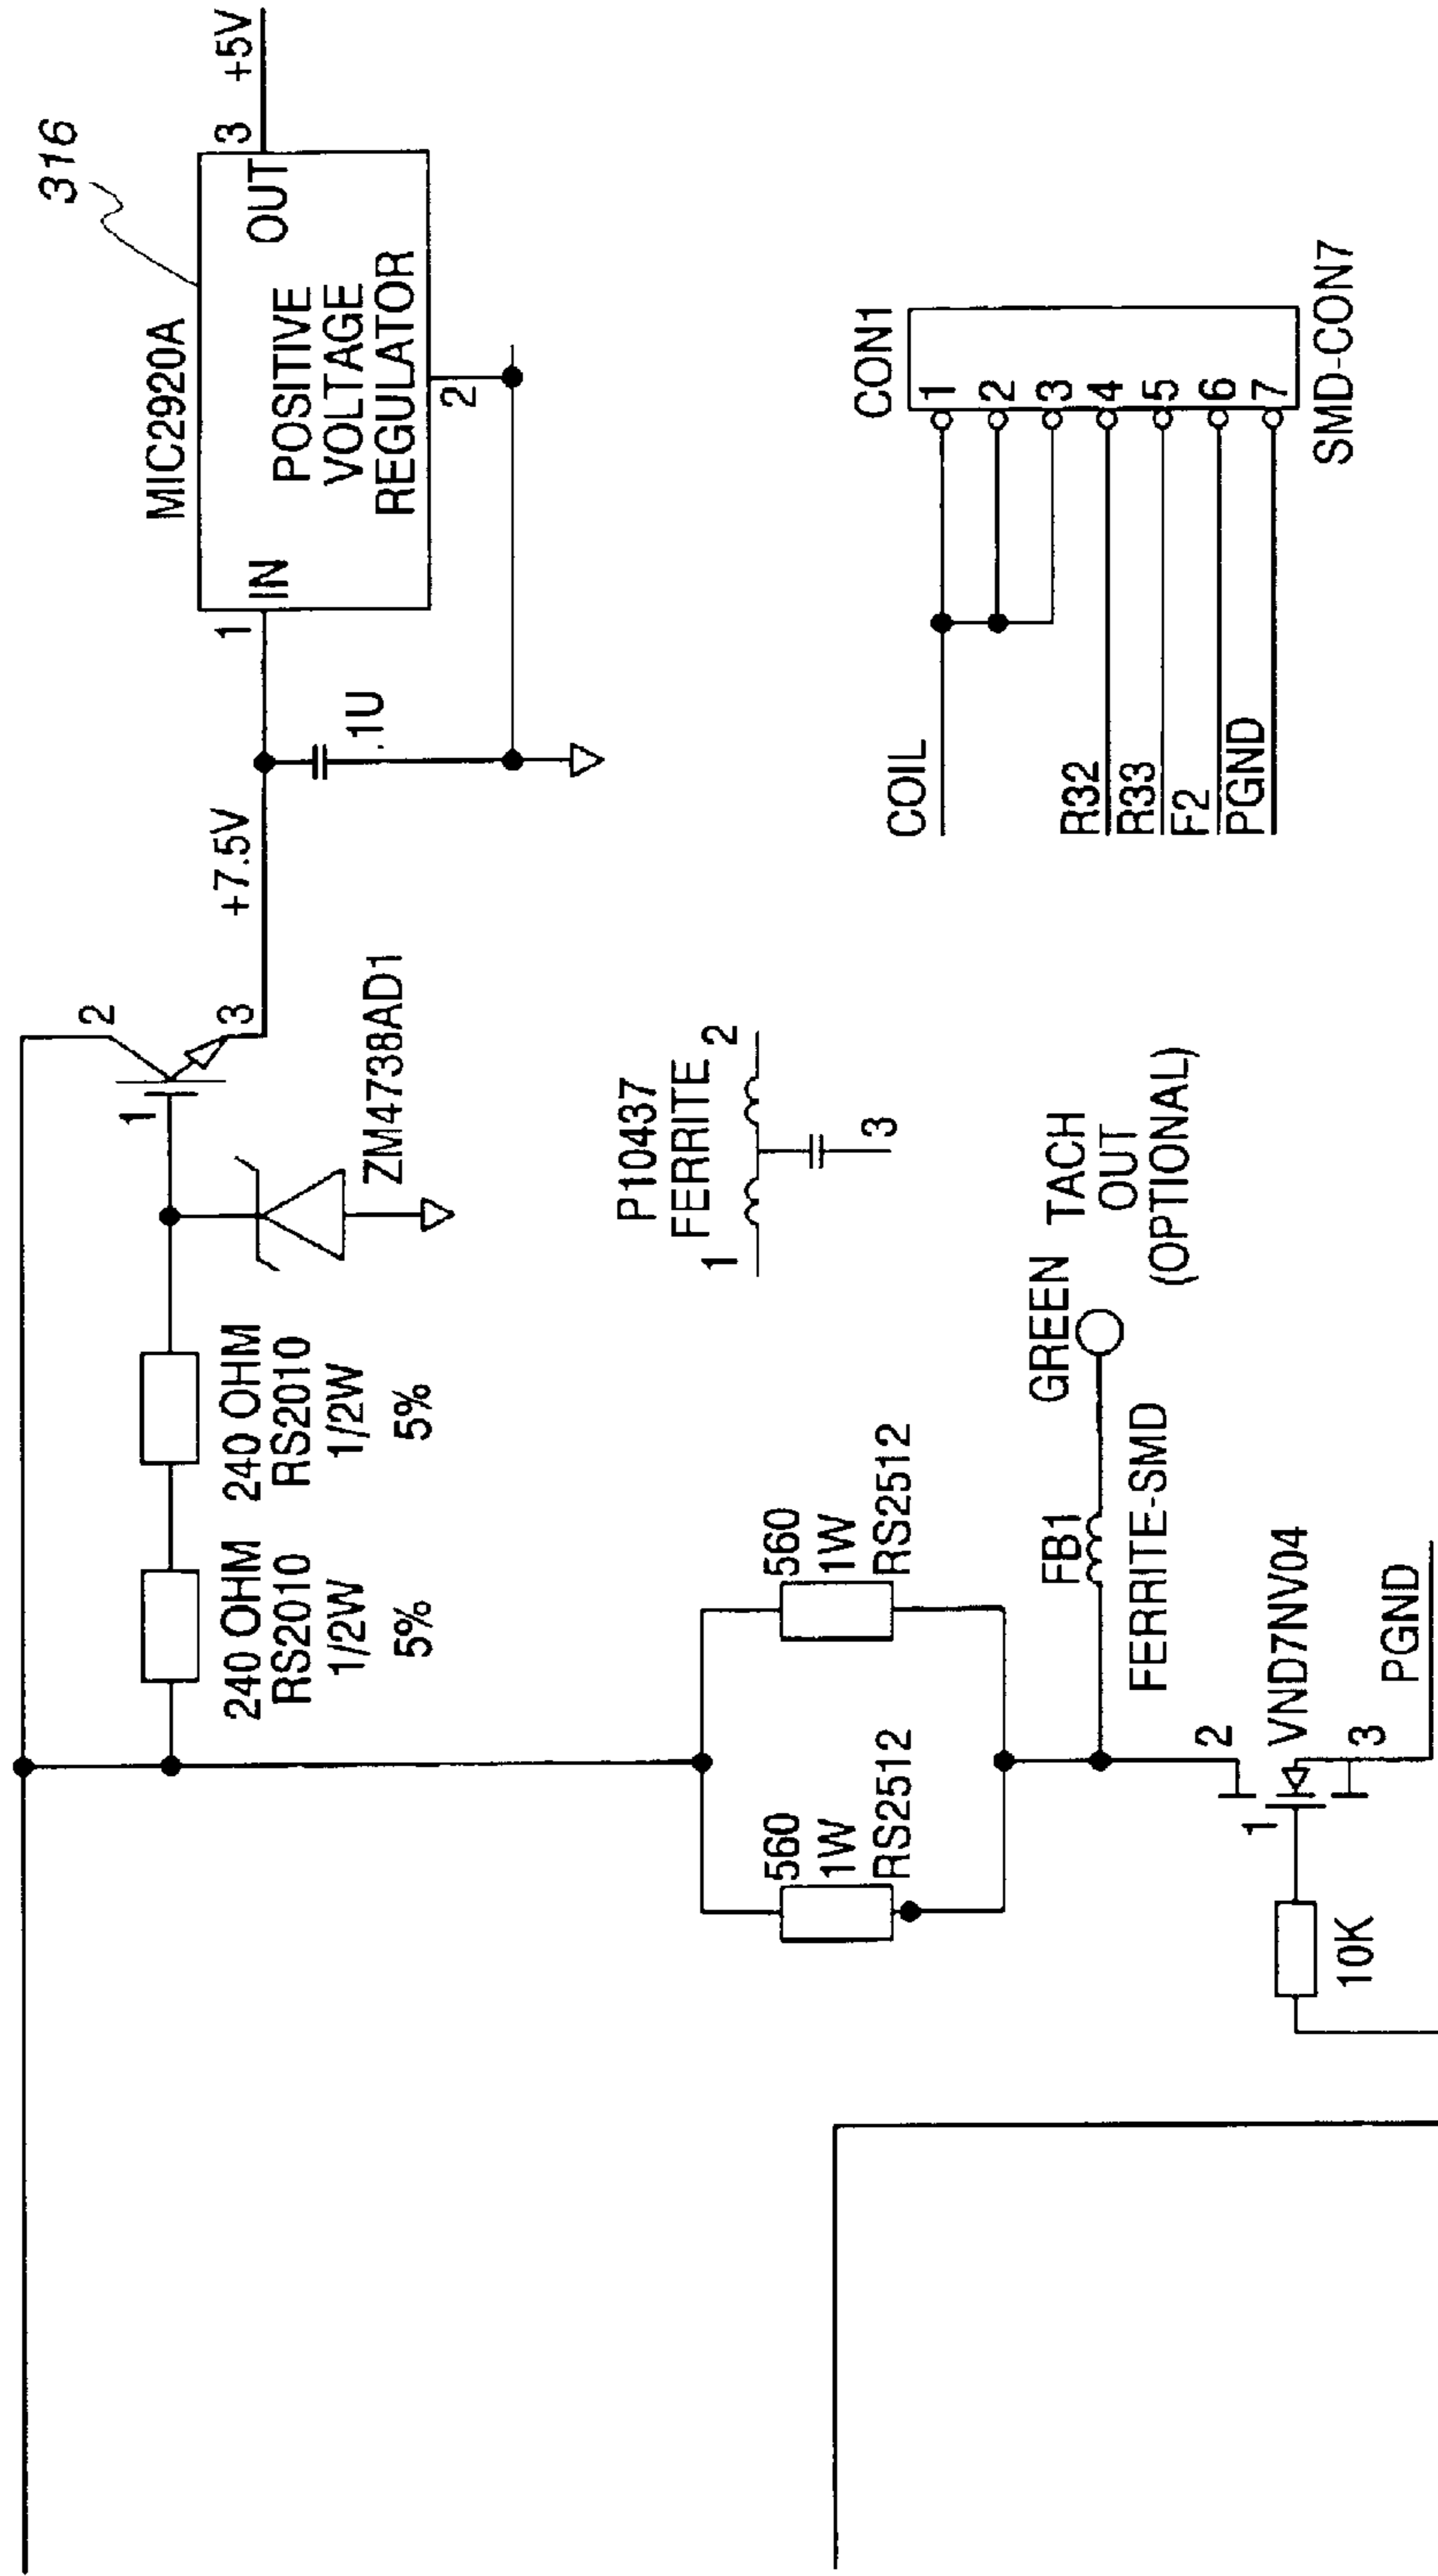 316
MIC2920A
+5V
3
OUT
POSITIVE
VOLTAGE
REGULATOR
IN
1
2
+7.5V
.1U
2
3
1
ZM4738AD1
240 OHM
RS2010
1/2W
5%
240 OHM
RS2010
1/2W
5%
P10437
FERRITE
1
2
3
CON1
COIL
R32
R33
F2
PGND
1
2
3
4
5
6
7
SMD-CON7
560
1W
RS2512
560
1W
RS2512
GREEN
TACH
OUT
(OPTIONAL)
FB1
FERRITE-SMD
VND7NV04
2
1
3
PGND
10K